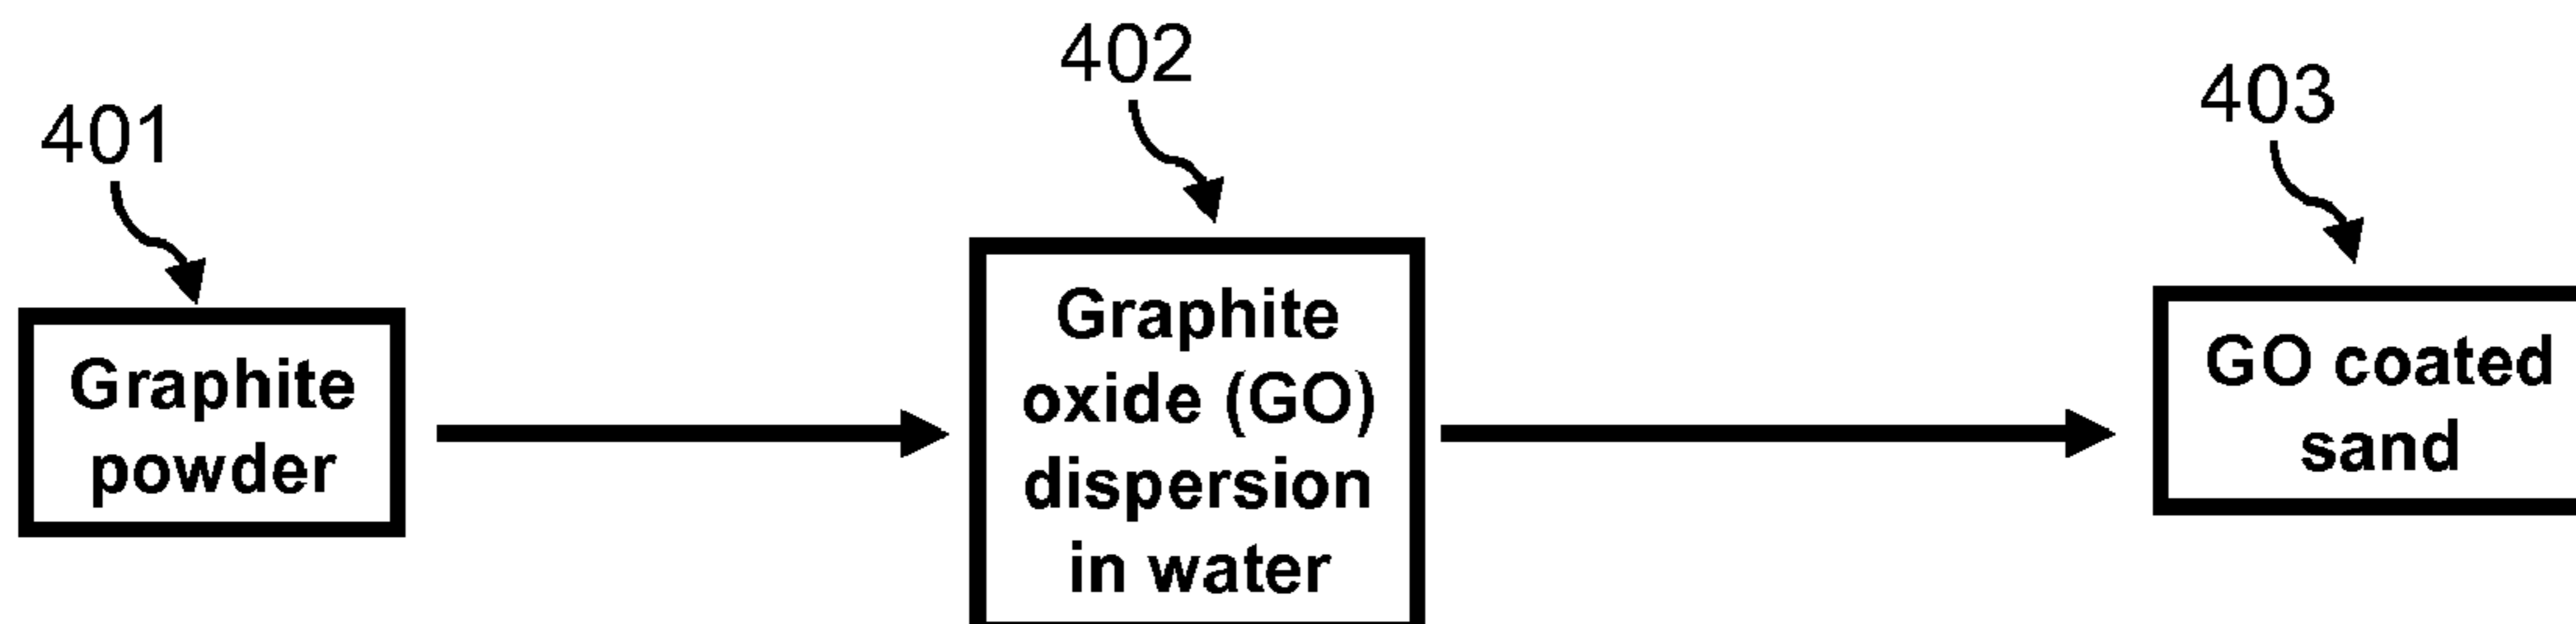 401
Graphite
powder
402
Graphite
oxide (GO)
dispersion
in water
403
GO coated
sand